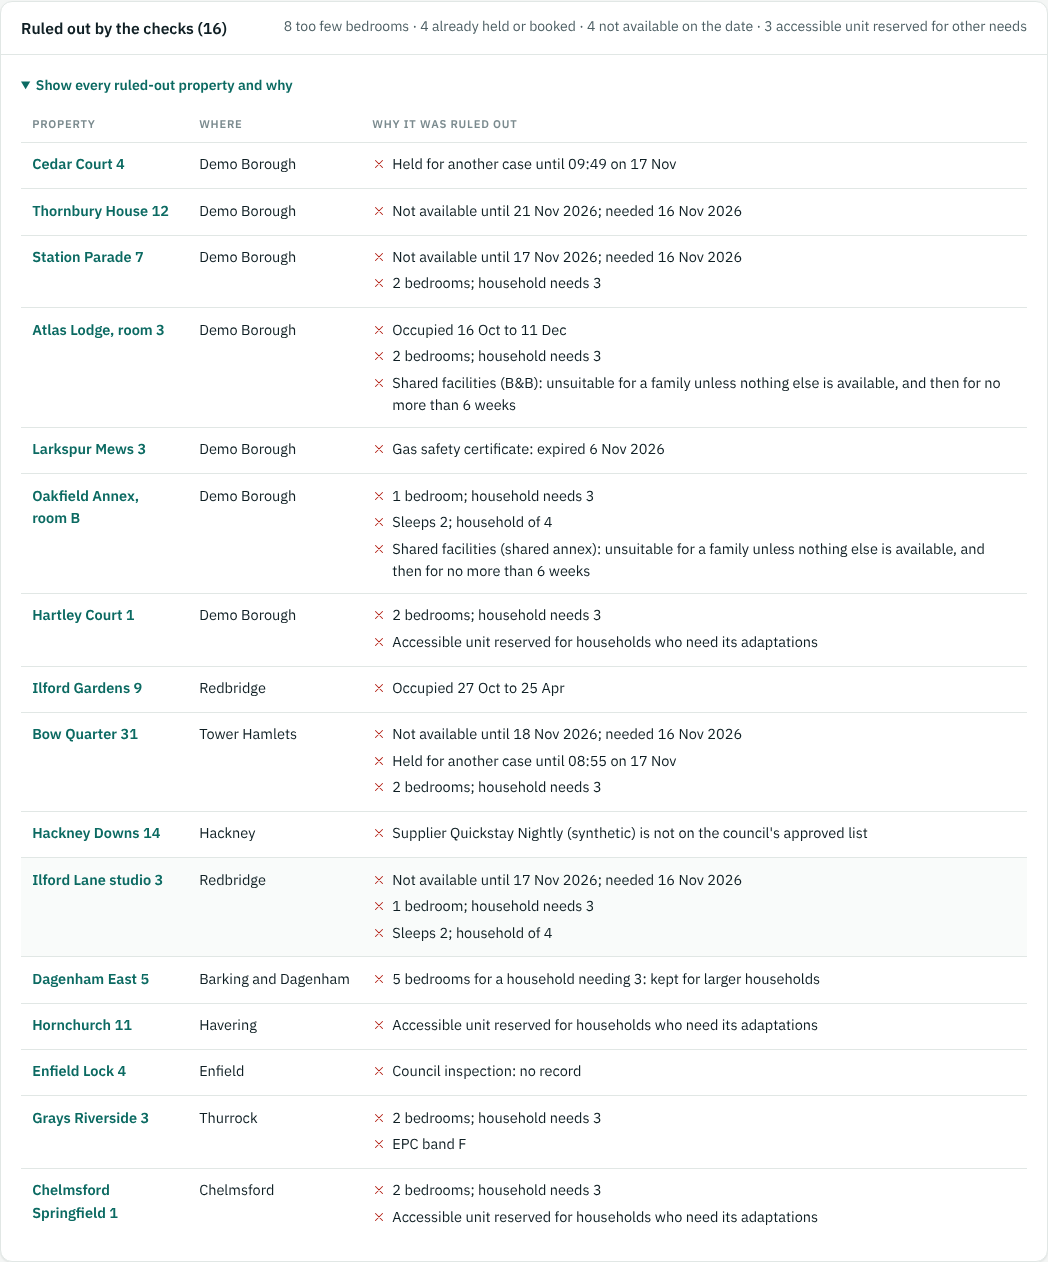 Ruled out by the checks (16)
8 too few bedrooms · 4 already held or booked · 4 not available on the date · 3 accessible unit reserved for other needs
▼ Show every ruled-out property and why
PROPERTY WHERE WHY IT WAS RULED OUT
Cedar Court 4 Demo Borough × Held for another case until 09:49 on 17 Nov
Thornbury House 12 Demo Borough × Not available until 21 Nov 2026; needed 16 Nov 2026
Station Parade 7 Demo Borough × Not available until 17 Nov 2026; needed 16 Nov 2026
× 2 bedrooms; household needs 3
Atlas Lodge, room 3 Demo Borough × Occupied 16 Oct to 11 Dec
× 2 bedrooms; household needs 3
× Shared facilities (B&B): unsuitable for a family unless nothing else is available, and then for no
more than 6 weeks
Larkspur Mews 3 Demo Borough × Gas safety certificate: expired 6 Nov 2026
Oakfield Annex, Demo Borough × 1 bedroom; household needs 3
room B × Sleeps 2; household of 4
× Shared facilities (shared annex): unsuitable for a family unless nothing else is available, and
then for no more than 6 weeks
Hartley Court 1 Demo Borough × 2 bedrooms; household needs 3
× Accessible unit reserved for households who need its adaptations
Ilford Gardens 9 Redbridge × Occupied 27 Oct to 25 Apr
Bow Quarter 31 Tower Hamlets × Not available until 18 Nov 2026; needed 16 Nov 2026
× Held for another case until 08:55 on 17 Nov
× 2 bedrooms; household needs 3
Hackney Downs 14 Hackney × Supplier Quickstay Nightly (synthetic) is not on the council's approved list
Ilford Lane studio 3 Redbridge × Not available until 17 Nov 2026; needed 16 Nov 2026
× 1 bedroom; household needs 3
× Sleeps 2; household of 4
Dagenham East 5 Barking and Dagenham × 5 bedrooms for a household needing 3: kept for larger households
Hornchurch 11 Havering × Accessible unit reserved for households who need its adaptations
Enfield Lock 4 Enfield × Council inspection: no record
Grays Riverside 3 Thurrock × 2 bedrooms; household needs 3
× EPC band F
Chelmsford Chelmsford × 2 bedrooms; household needs 3
Springfield 1 × Accessible unit reserved for households who need its adaptations